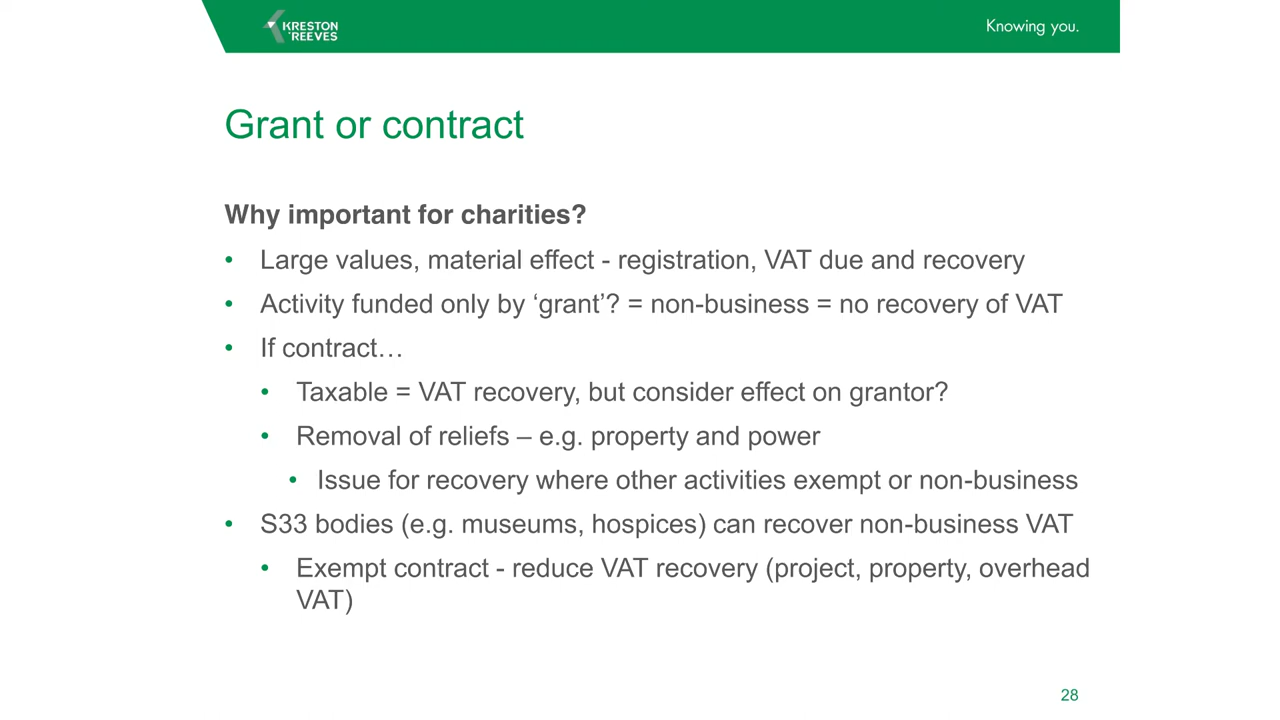 KRESTON
REEVES
Knowing you.
Grant or contract
Why important for charities?
• Large values, material effect - registration, VAT due and recovery
• Activity funded only by ‘grant’? = non-business = no recovery of VAT
• If contract…
• Taxable = VAT recovery, but consider effect on grantor?
• Removal of reliefs – e.g. property and power
• Issue for recovery where other activities exempt or non-business
• S33 bodies (e.g. museums, hospices) can recover non-business VAT
• Exempt contract - reduce VAT recovery (project, property, overhead
VAT)
28